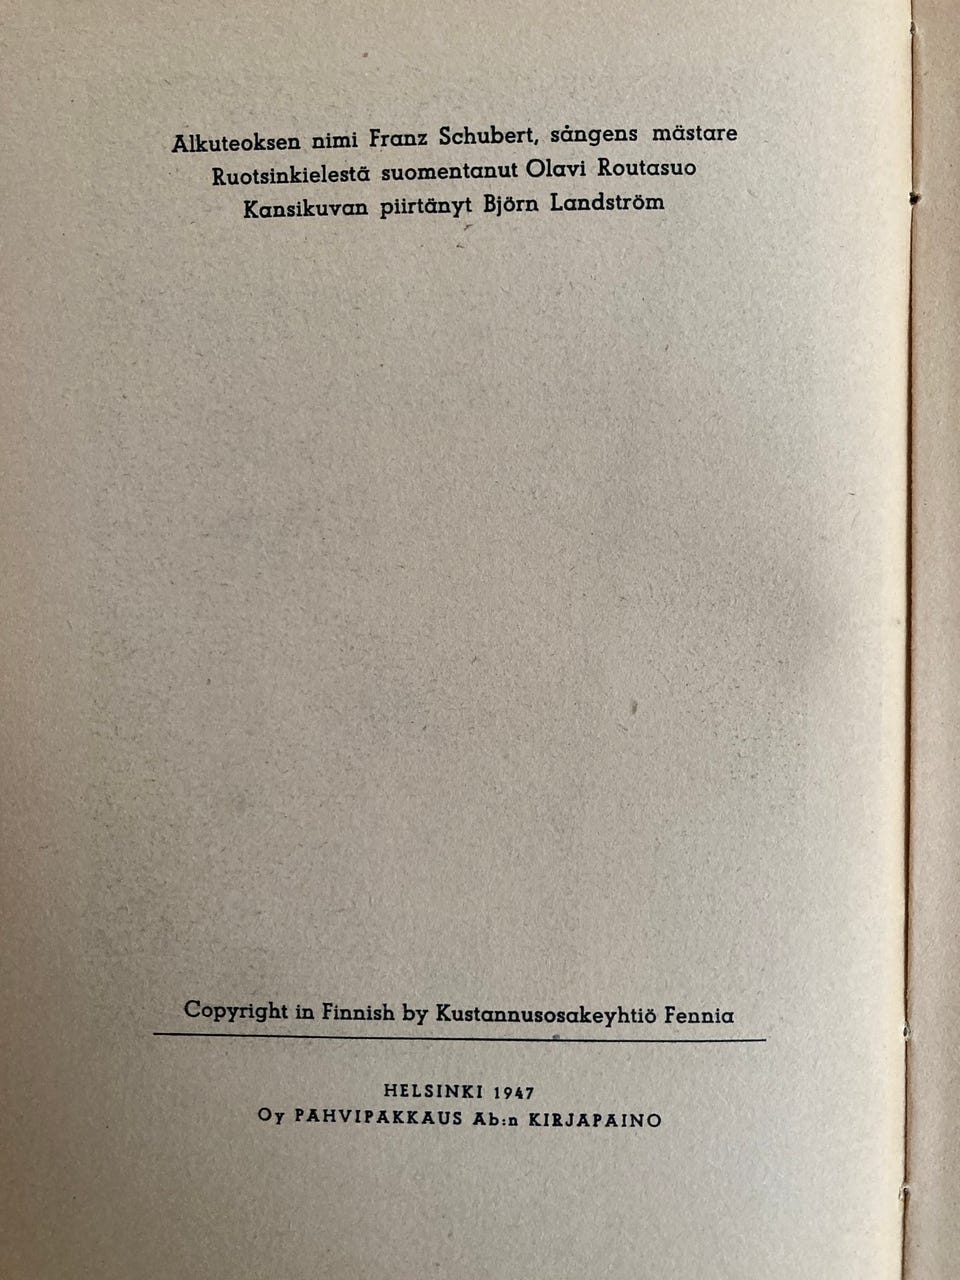 Alkuteoksen nimi Franz Schubert, sångens mästare
Ruotsinkielestä suomentanut Olavi Routasuo
Kansikuvan piirtänyt Björn Landström
Copyright in Finnish by Kustannusosakeyhtiö Fennia
HELSINKI 1947
Oy PAHVIPAKKAUS Ab:n KIRJAPAINO